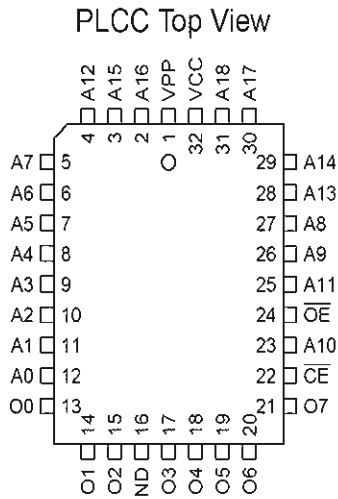 PLCC Top View
A12 A15 A16 VPP VCC A18 A17
4 3 2 1 32 31 30
A7 5 29 A14
A6 6 28 A13
A5 7 27 A8
A4 8 26 A9
A3 9 25 A11
A2 10 24 OE
A1 11 23 A10
A0 12 22 CE
O0 13 21 O7
14 15 16 17 18 19 20
O1 O2 ND O3 O4 O5 O6